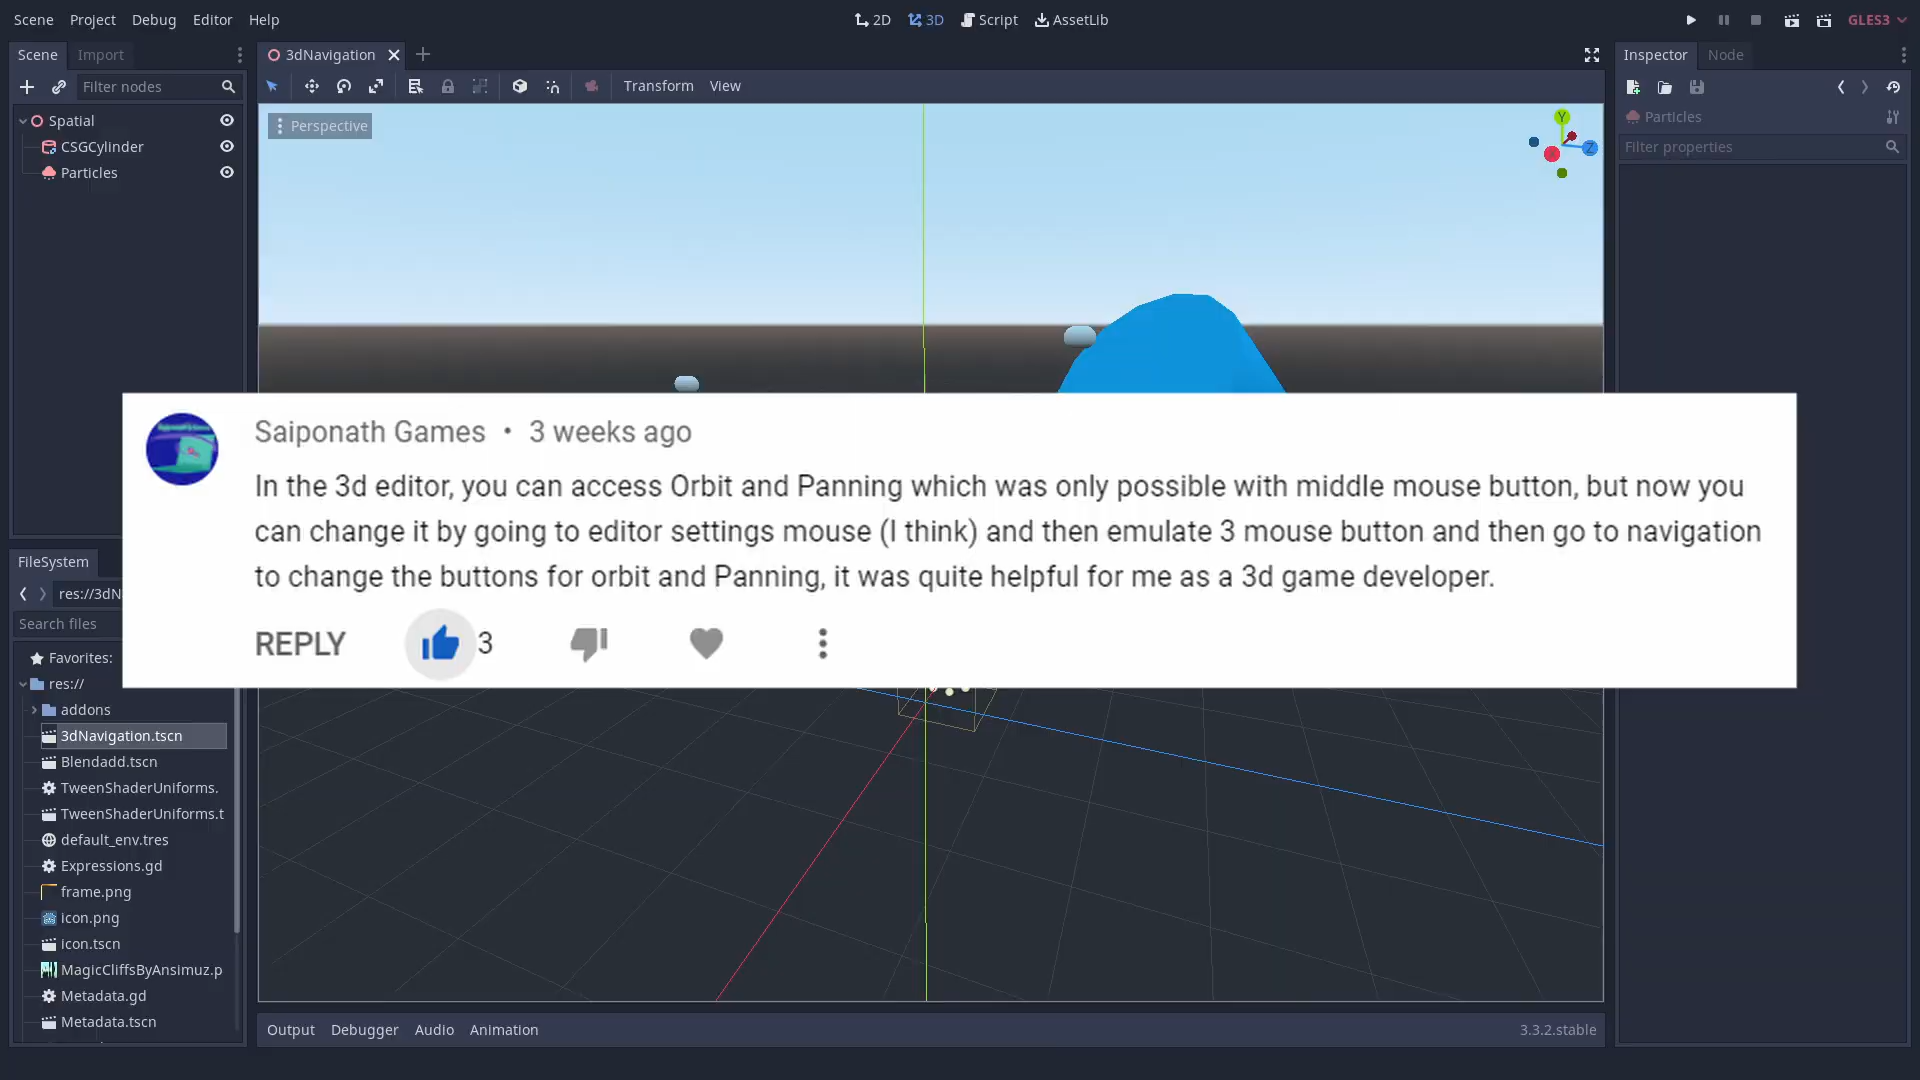 Scene Project Debug Editor Help
2D 3D Script AssetLib
GLES3
Scene Import
3dNavigation
Inspector Node
Filter nodes
Transform View
Spatial
CSGCylinder
Particles
Perspective
Y
Z
Particles
Filter properties
Saiponath Games • 3 weeks ago
In the 3d editor, you can access Orbit and Panning which was only possible with middle mouse button, but now you
can change it by going to editor settings mouse (I think) and then emulate 3 mouse button and then go to navigation
to change the buttons for orbit and Panning, it was quite helpful for me as a 3d game developer.
REPLY 3
FileSystem
res://3dN
Search files
Favorites:
res://
addons
3dNavigation.tscn
Blendadd.tscn
TweenShaderUniforms.
TweenShaderUniforms.t
default_env.tres
Expressions.gd
frame.png
icon.png
icon.tscn
MagicCliffsByAnsimuz.p
Metadata.gd
Metadata.tscn
Output Debugger Audio Animation
3.3.2.stable